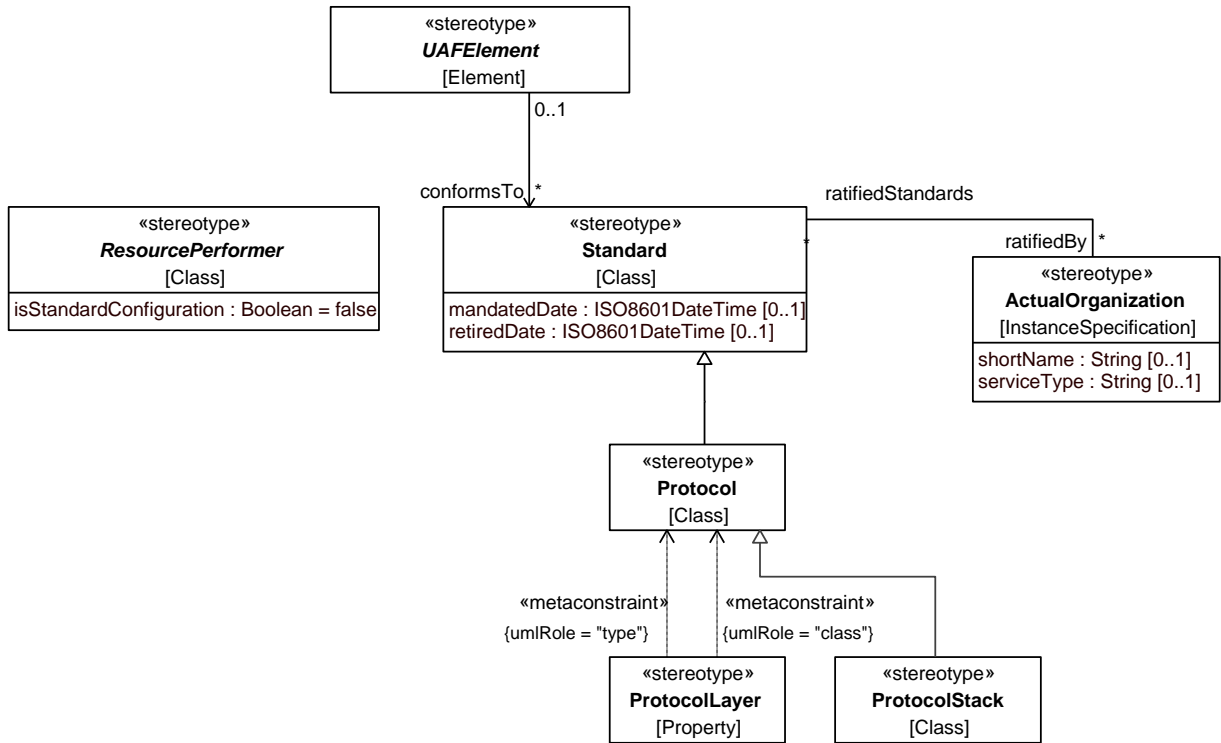 «stereotype»
UAFElement
[Element]
0..1
conformsTo
*
ratifiedStandards
*
ratifiedBy
*
«stereotype»
ResourcePerformer
[Class]
isStandardConfiguration : Boolean = false
«stereotype»
Standard
[Class]
mandatedDate : ISO8601DateTime [0..1]
retiredDate : ISO8601DateTime [0..1]
«stereotype»
ActualOrganization
[InstanceSpecification]
shortName : String [0..1]
serviceType : String [0..1]
«stereotype»
Protocol
[Class]
«metaconstraint»
{umlRole = "type"}
«metaconstraint»
{umlRole = "class"}
«stereotype»
ProtocolLayer
[Property]
«stereotype»
ProtocolStack
[Class]